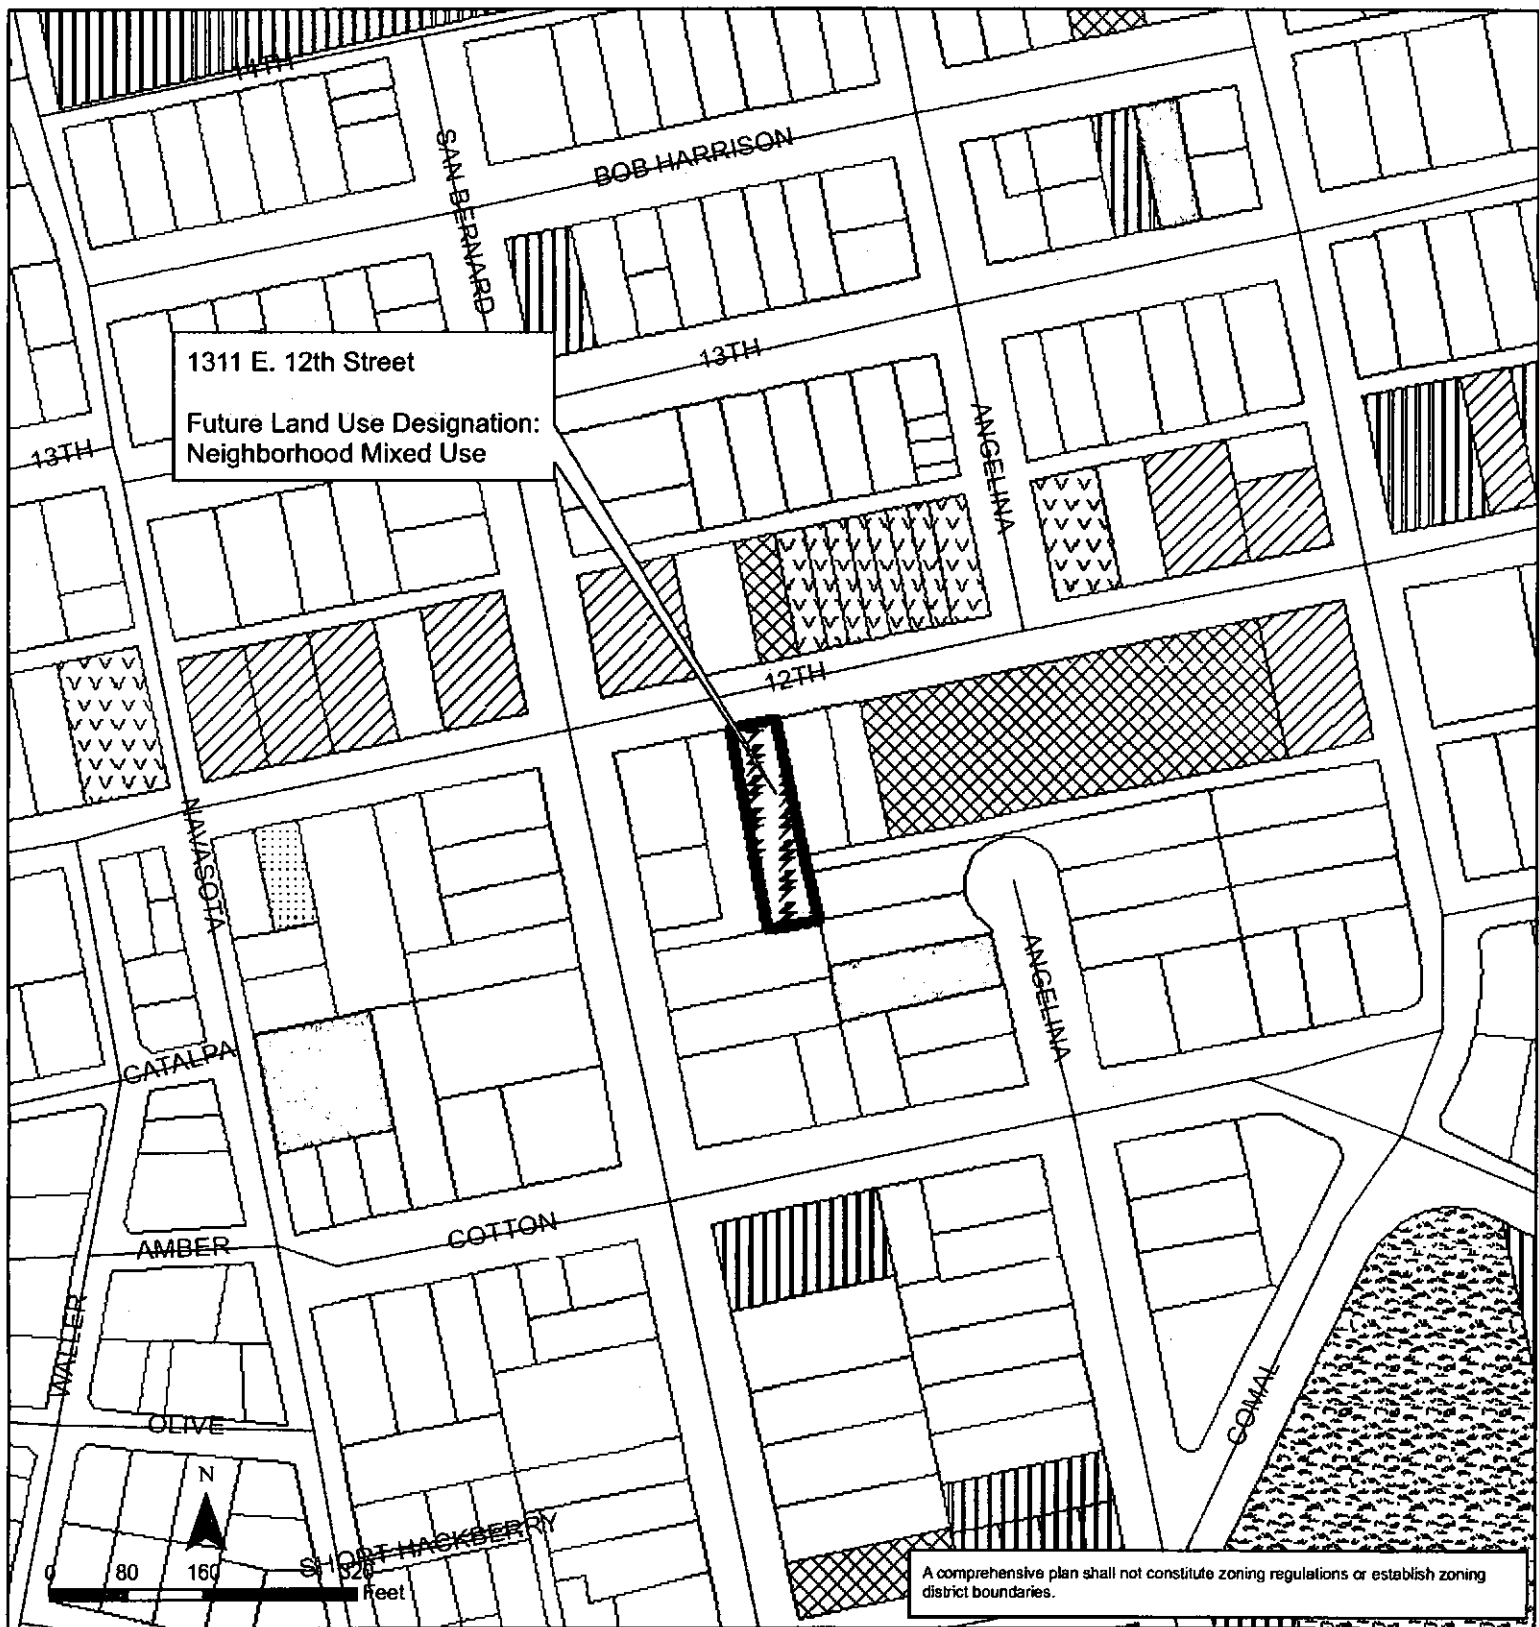 14TH
SAN BERNARD
BOB HARRISON
1311 E. 12th Street
Future Land Use Designation:
Neighborhood Mixed Use
13TH
13TH
ANGELINA
12TH
NAVASOTA
ANGELINA
CATALPA
COTTON
AMBER
WALLER
OLIVE
COMAL
N
SHORT HACKBERRY
0 80 160 320
Feet
A comprehensive plan shall not constitute zoning regulations or establish zoning
district boundaries.